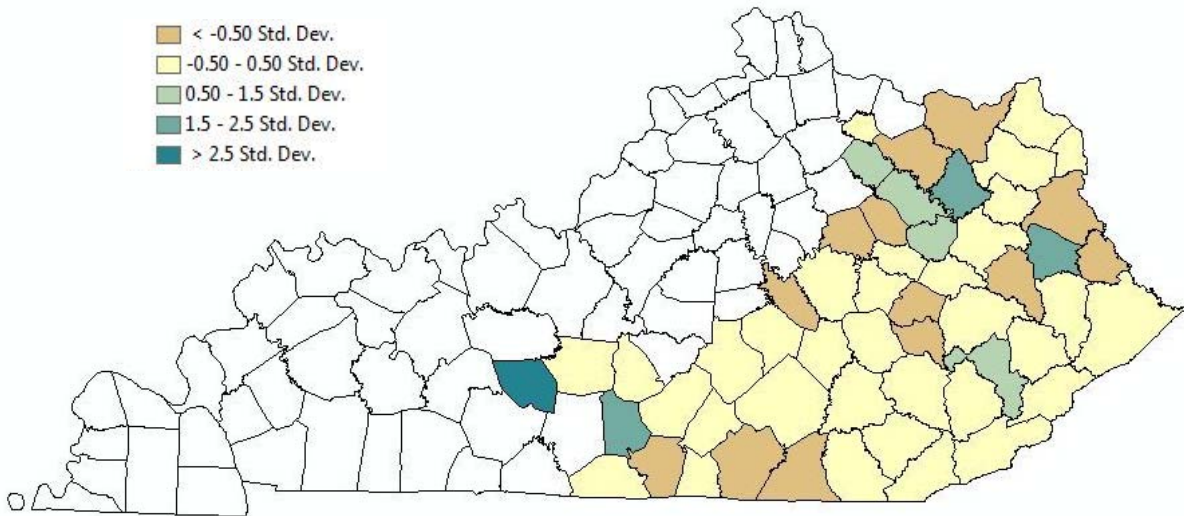 < -0.50 Std. Dev.
-0.50 - 0.50 Std. Dev.
0.50 - 1.5 Std. Dev.
1.5 - 2.5 Std. Dev.
> 2.5 Std. Dev.